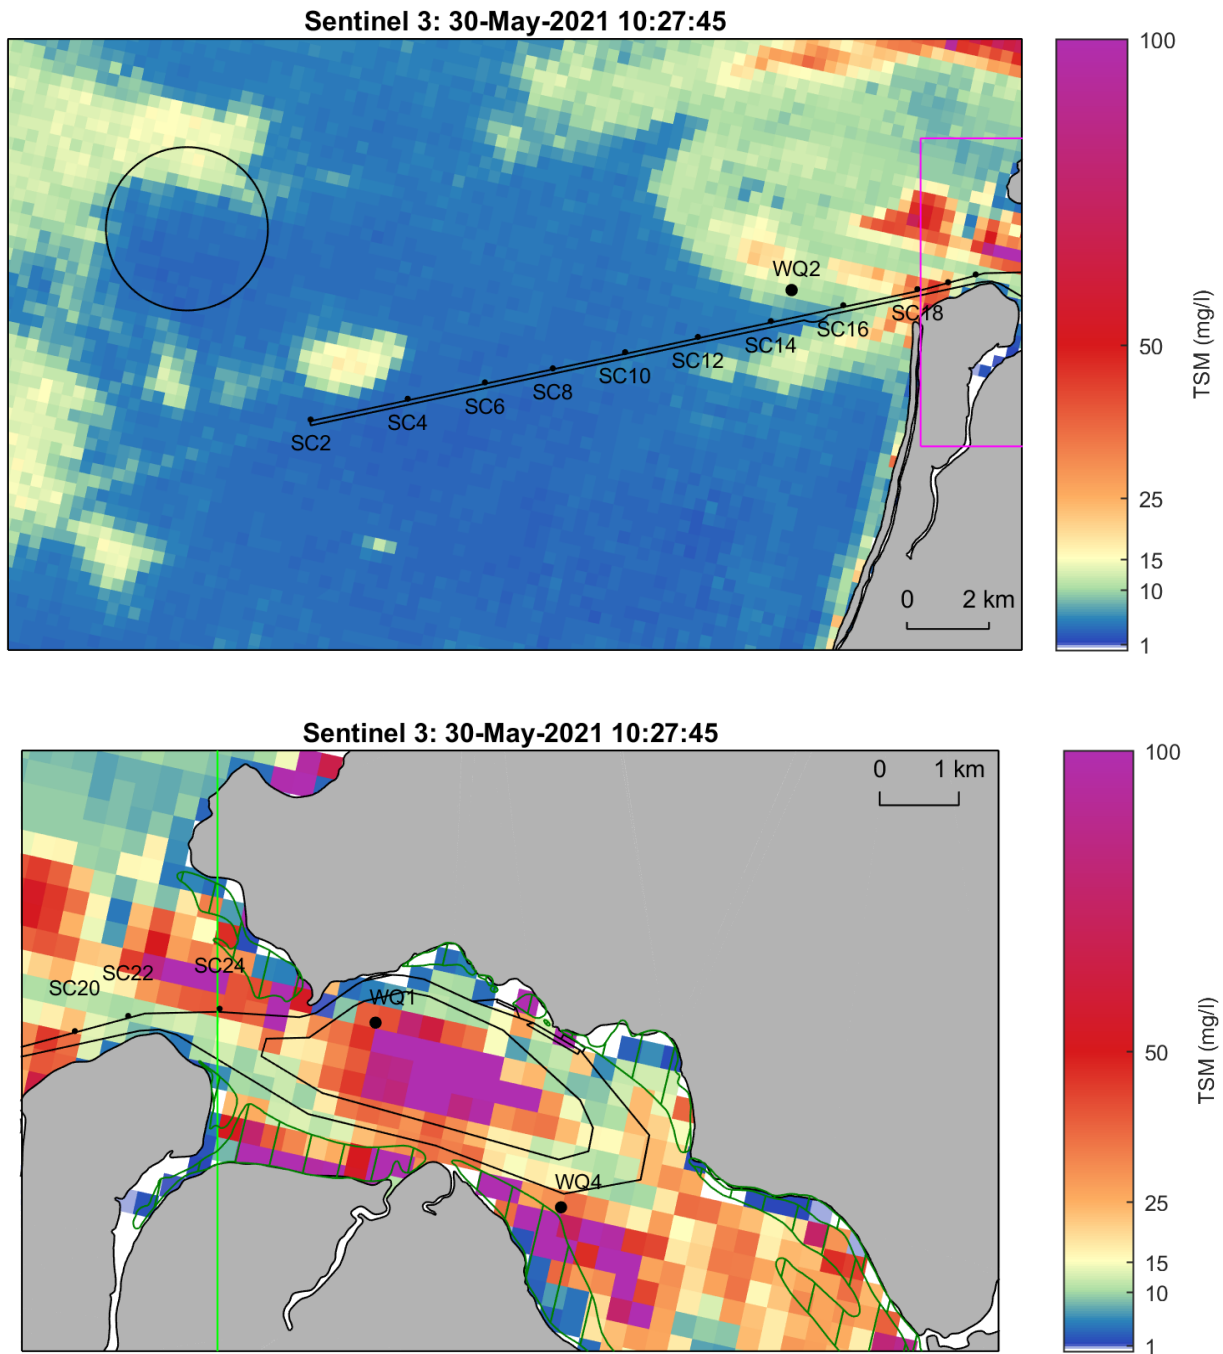 Sentinel 3: 30-May-2021 10:27:45
100
50
25
15
10
1
TSM (mg/l)
WQ2
SC18
SC16
SC14
SC12
SC10
SC8
SC6
SC4
SC2
0 2 km
Sentinel 3: 30-May-2021 10:27:45
0 1 km
100
50
25
15
10
1
TSM (mg/l)
SC24
SC22
SC20
WQ1
WQ4